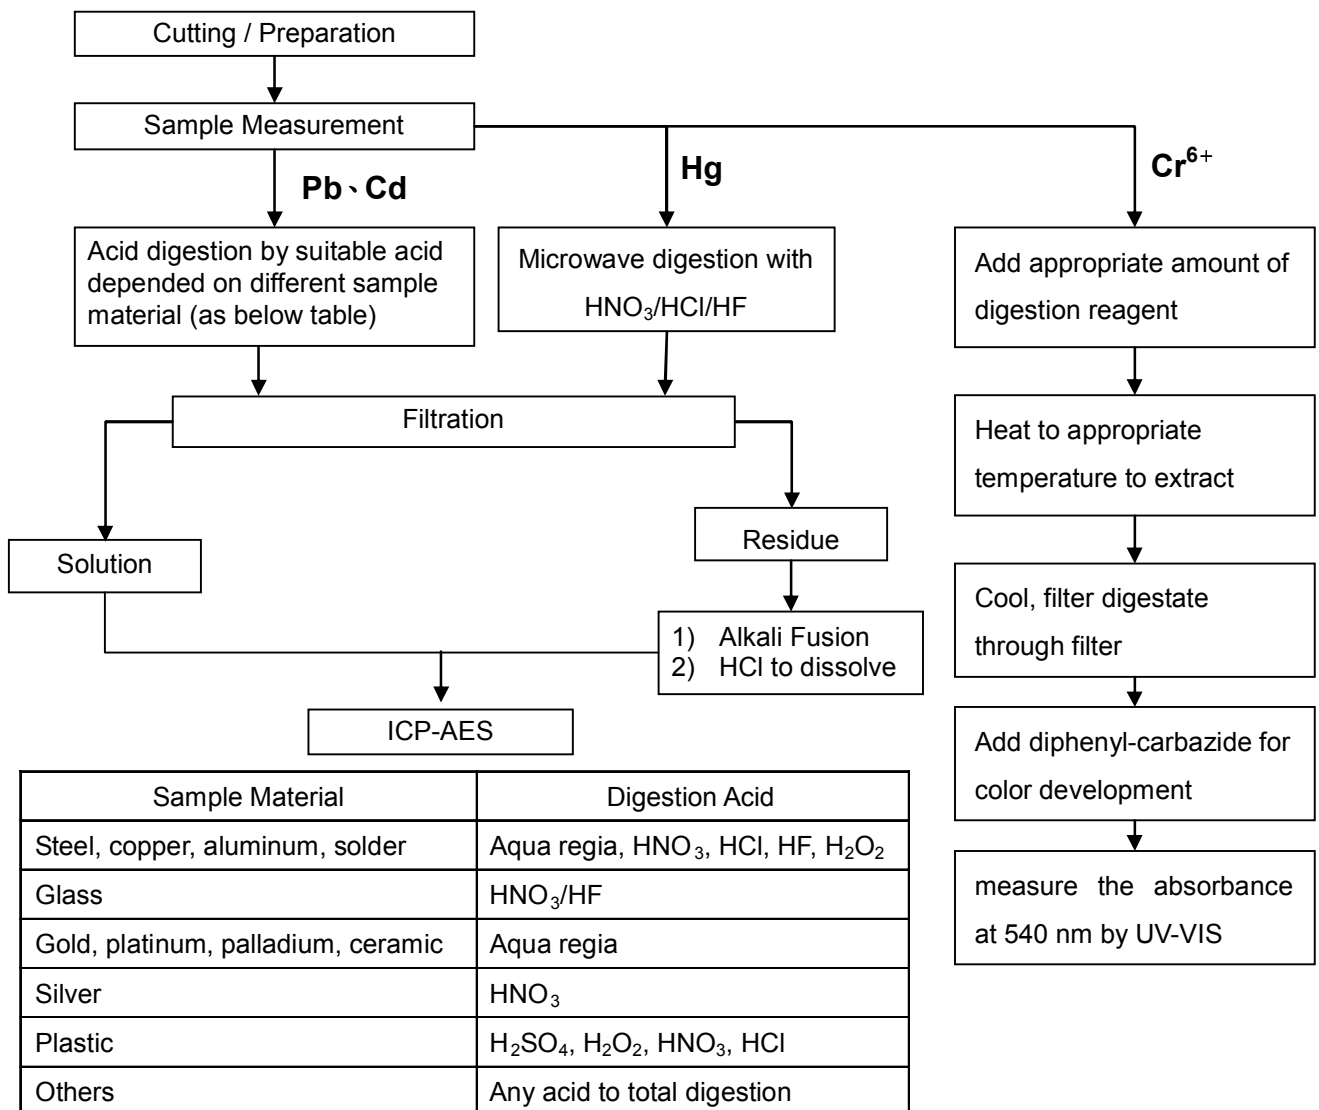 Cutting / Preparation
Sample Measurement
Pb、Cd
Hg
Cr⁶⁺
Acid digestion by suitable acid
depended on different sample
material (as below table)
Microwave digestion with
HNO₃/HCl/HF
Add appropriate amount of
digestion reagent
Filtration
Heat to appropriate
temperature to extract
Solution
Residue
Cool, filter digestate
through filter
1) Alkali Fusion
2) HCl to dissolve
ICP-AES
Add diphenyl-carbazide for
color development
measure the absorbance
at 540 nm by UV-VIS
Sample Material Digestion Acid
Steel, copper, aluminum, solder Aqua regia, HNO₃, HCl, HF, H₂O₂
Glass HNO₃/HF
Gold, platinum, palladium, ceramic Aqua regia
Silver HNO₃
Plastic H₂SO₄, H₂O₂, HNO₃, HCl
Others Any acid to total digestion